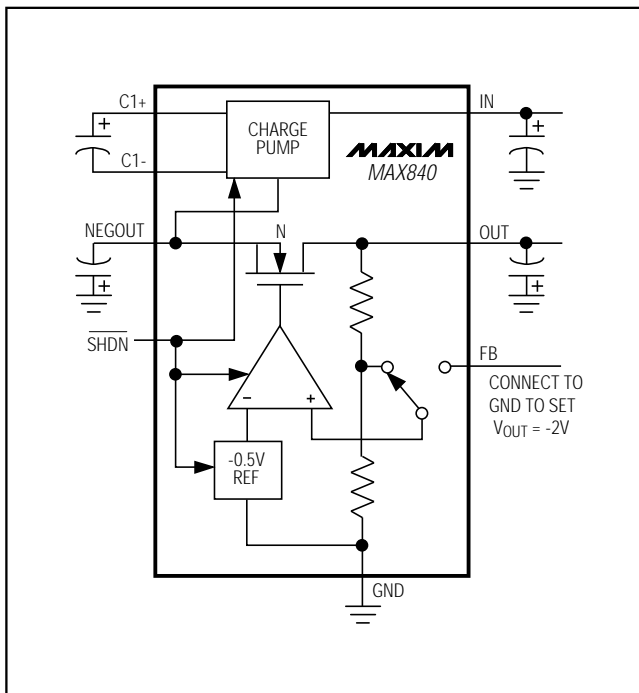 C1+
IN
+
CHARGE
PUMP
+
MAXIM
C1-
MAX840
NEGOUT
N
OUT
+
+
SHDN
FB
CONNECT TO
GND TO SET
VOUT = -2V
-
+
-0.5V
REF
GND